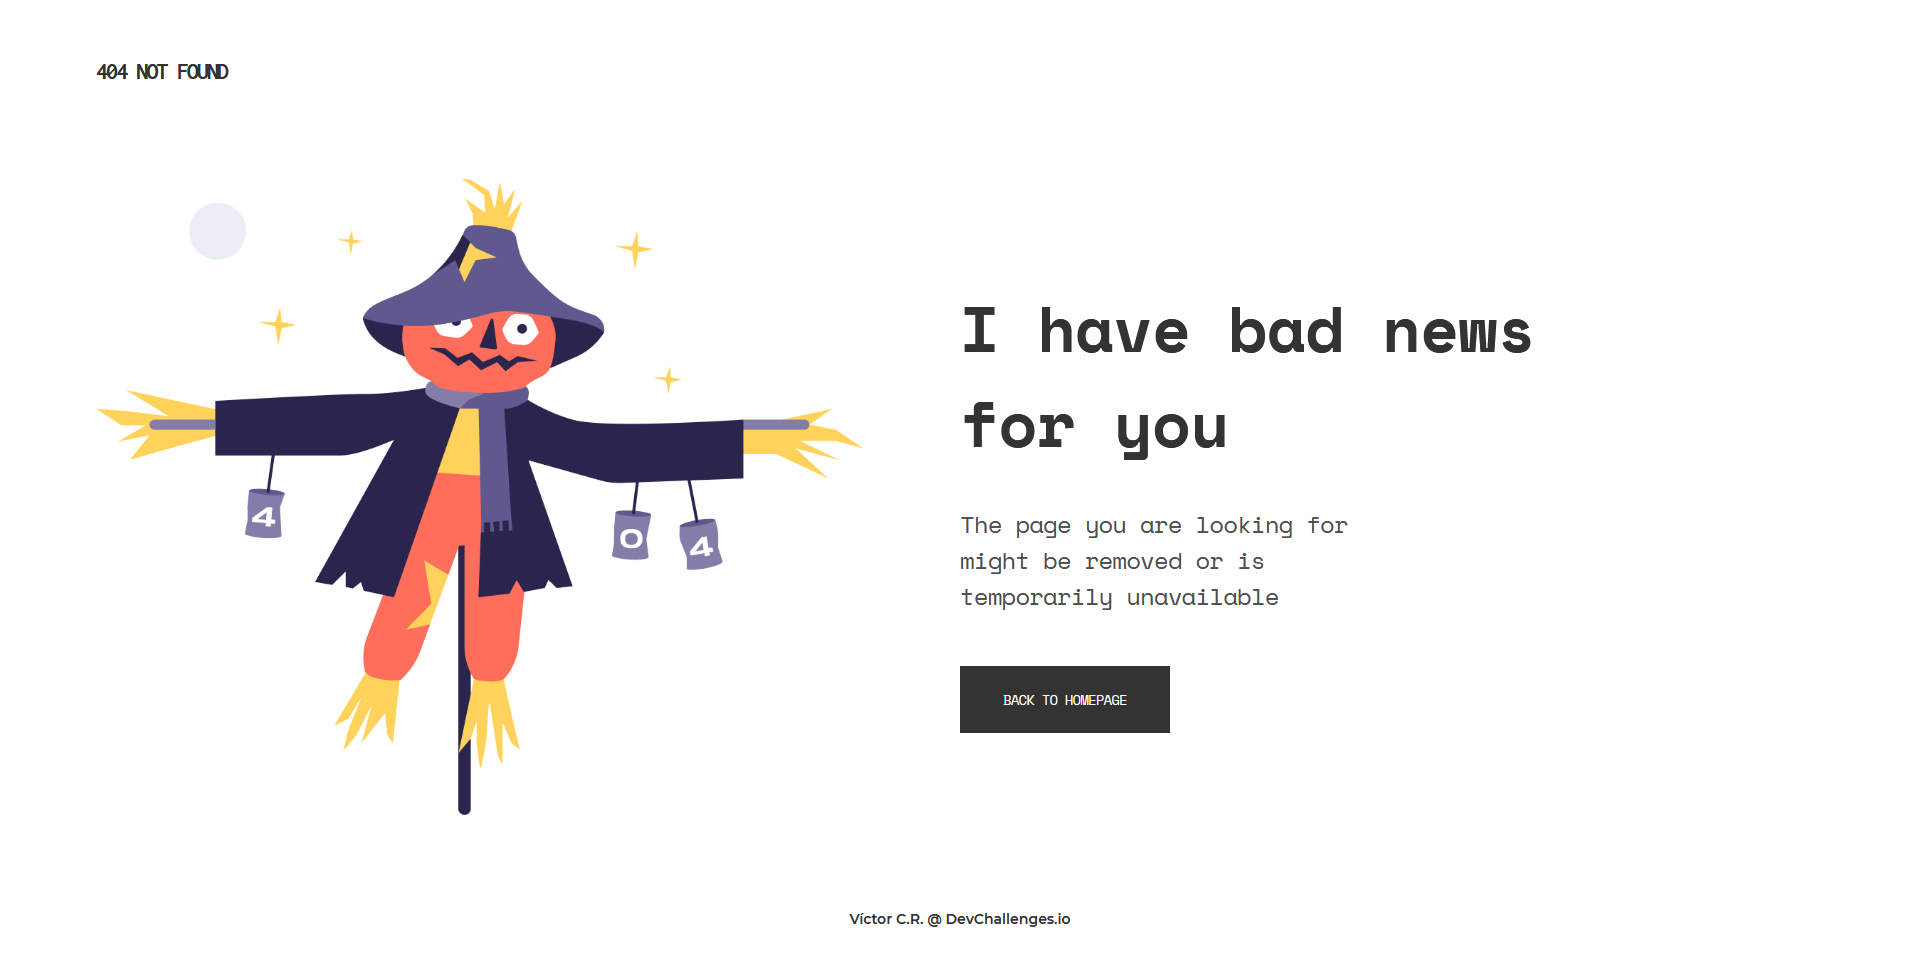 404 NOT FOUND
I have bad news
for you
4
0
4
The page you are looking for
might be removed or is
temporarily unavailable
BACK TO HOMEPAGE
Víctor C.R. @ DevChallenges.io